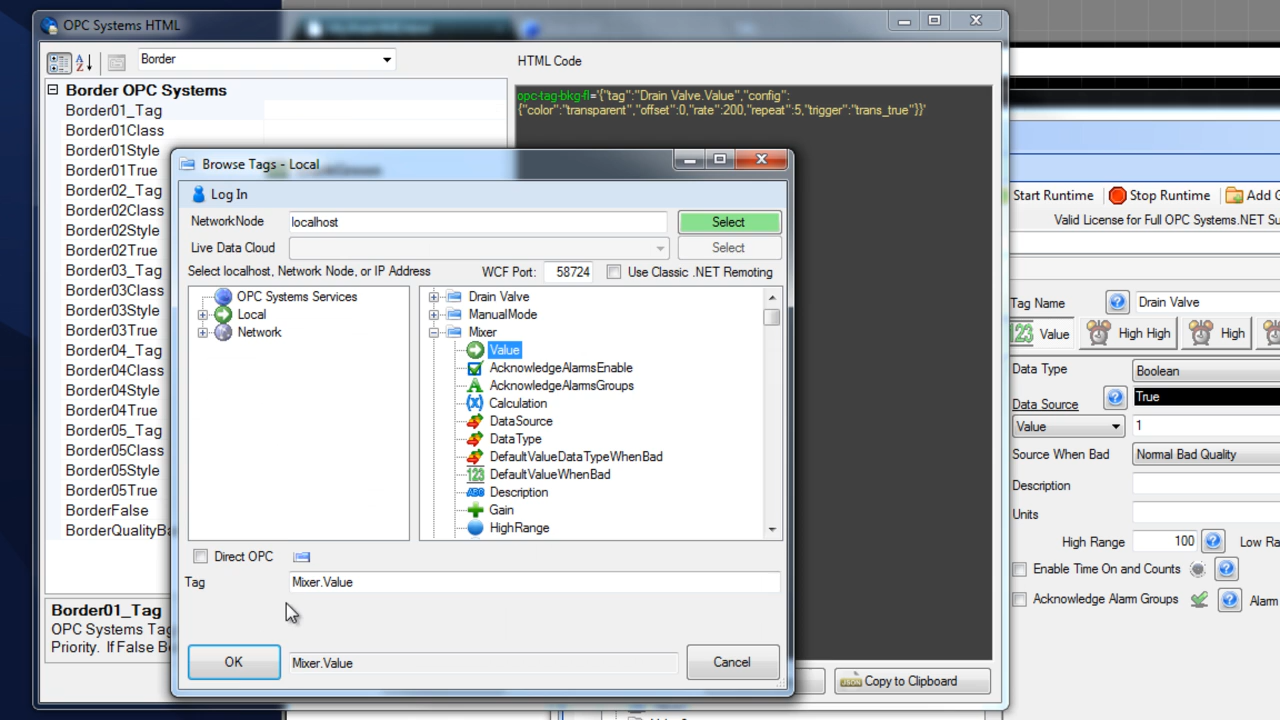 OPC Systems HTML
Border
HTML Code
Border OPC Systems
Border01_Tag
Border01Class
Border01Style
Border01True
Border02_Tag
Border02Class
Border02Style
Border02True
Border03_Tag
Border03Class
Border03Style
Border03True
Border04_Tag
Border04Class
Border04Style
Border04True
Border05_Tag
Border05Class
Border05Style
Border05True
BorderFalse
BorderQualityBa
Border01_Tag
OPC Systems Tag
Priority. If False Bo
opc-tag-bkg-fl='{"tag":"Drain Valve.Value","config":
{"color":"transparent","offset":0,"rate":200,"repeat":5,"trigger":"trans_true"}}'
Copy to Clipboard
Browse Tags - Local
Log In
NetworkNode localhost Select
Live Data Cloud Select
Select localhost, Network Node, or IP Address WCF Port: 58724 Use Classic .NET Remoting
OPC Systems Services
Local
Network
Drain Valve
ManualMode
Mixer
Value
AcknowledgeAlarmsEnable
AcknowledgeAlarmsGroups
Calculation
DataSource
DataType
DefaultValueDataTypeWhenBad
DefaultValueWhenBad
Description
Gain
HighRange
Direct OPC
Tag Mixer.Value
OK Mixer.Value Cancel
Start Runtime Stop Runtime Add G
Valid License for Full OPC Systems.NET Su
Tag Name Drain Valve
Value High High High
Data Type Boolean
Data Source True
Value 1
Source When Bad Normal Bad Quality
Description
Units
High Range 100 Low Ra
Enable Time On and Counts
Acknowledge Alarm Groups Alarm